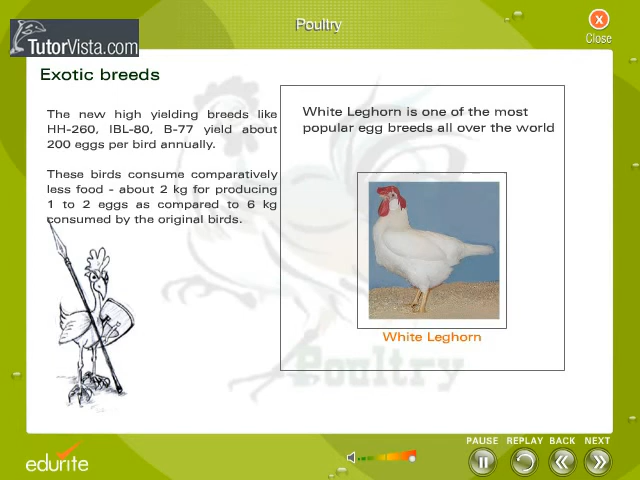 Poultry
Close
TutorVista.com
Exotic breeds
The new high yielding breeds like
HH-260, IBL-80, B-77 yield about
200 eggs per bird annually.
These birds consume comparatively
less food - about 2 kg for producing
1 to 2 eggs as compared to 6 kg
consumed by the original birds.
White Leghorn is one of the most
popular egg breeds all over the world
White Leghorn
Poultry
edurite
PAUSE REPLAY BACK NEXT